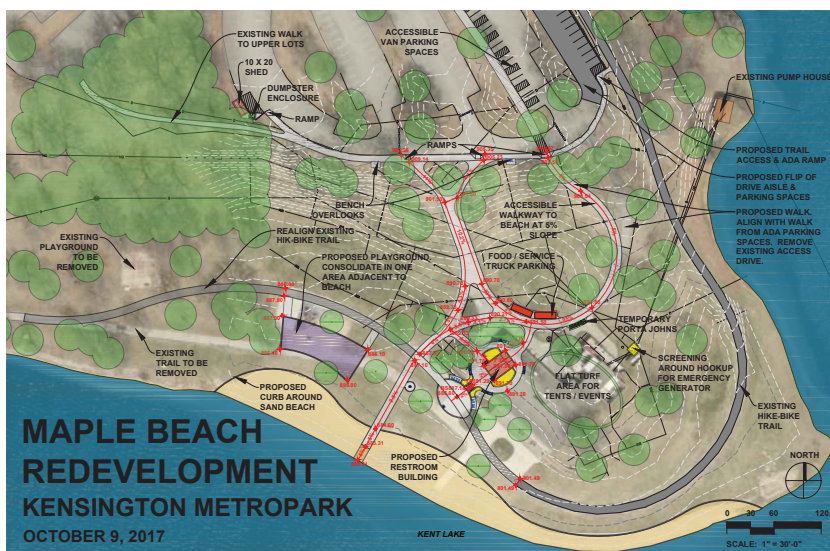 EXISTING WALK
TO UPPER LOTS
ACCESSIBLE
VAN PARKING
SPACES
10 X 20
SHED
DUMPSTER
ENCLOSURE
RAMP
EXISTING PUMP HOUSE
RAMPS
PROPOSED TRAIL
ACCESS & ADA RAMP
PROPOSED FLIP OF
DRIVE AISLE &
PARKING SPACES
BENCH
OVERLOOKS
ACCESSIBLE
WALKWAY TO
BEACH AT 5%
SLOPE
PROPOSED WALK.
ALIGN WITH WALK
FROM ADA PARKING
SPACES. REMOVE
EXISTING ACCESS
DRIVE.
EXISTING
PLAYGROUND
TO BE
REMOVED
REALIGN EXISTING
HIK-BIKE TRAIL
PROPOSED PLAYGROUND.
CONSOLIDATE IN ONE
AREA ADJACENT TO
BEACH
FOOD / SERVICE
TRUCK PARKING
TEMPORARY
PORTA JOHNS
EXISTING
TRAIL TO BE
REMOVED
SCREENING
AROUND HOOKUP
FOR EMERGENCY
GENERATOR
FLAT TURF
AREA FOR
TENTS / EVENTS
PROPOSED
CURB AROUND
SAND BEACH
EXISTING
HIKE-BIKE
TRAIL
PROPOSED
RESTROOM
BUILDING
MAPLE BEACH
REDEVELOPMENT
KENSINGTON METROPARK
OCTOBER 9, 2017
KENT LAKE
NORTH
0 30 60 120
SCALE: 1" = 30'-0"